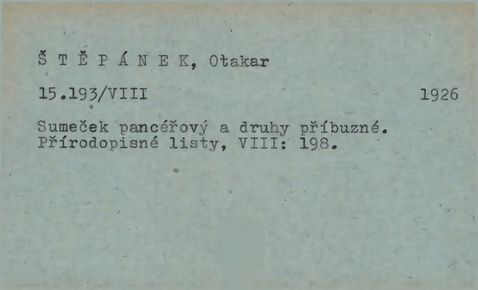 Š T Ě P Á N E K, Otakar
15.193/VIII 1926
Sumeček pancéřový a druhy příbuzné.
Přírodopisné listy, VIII: 198.